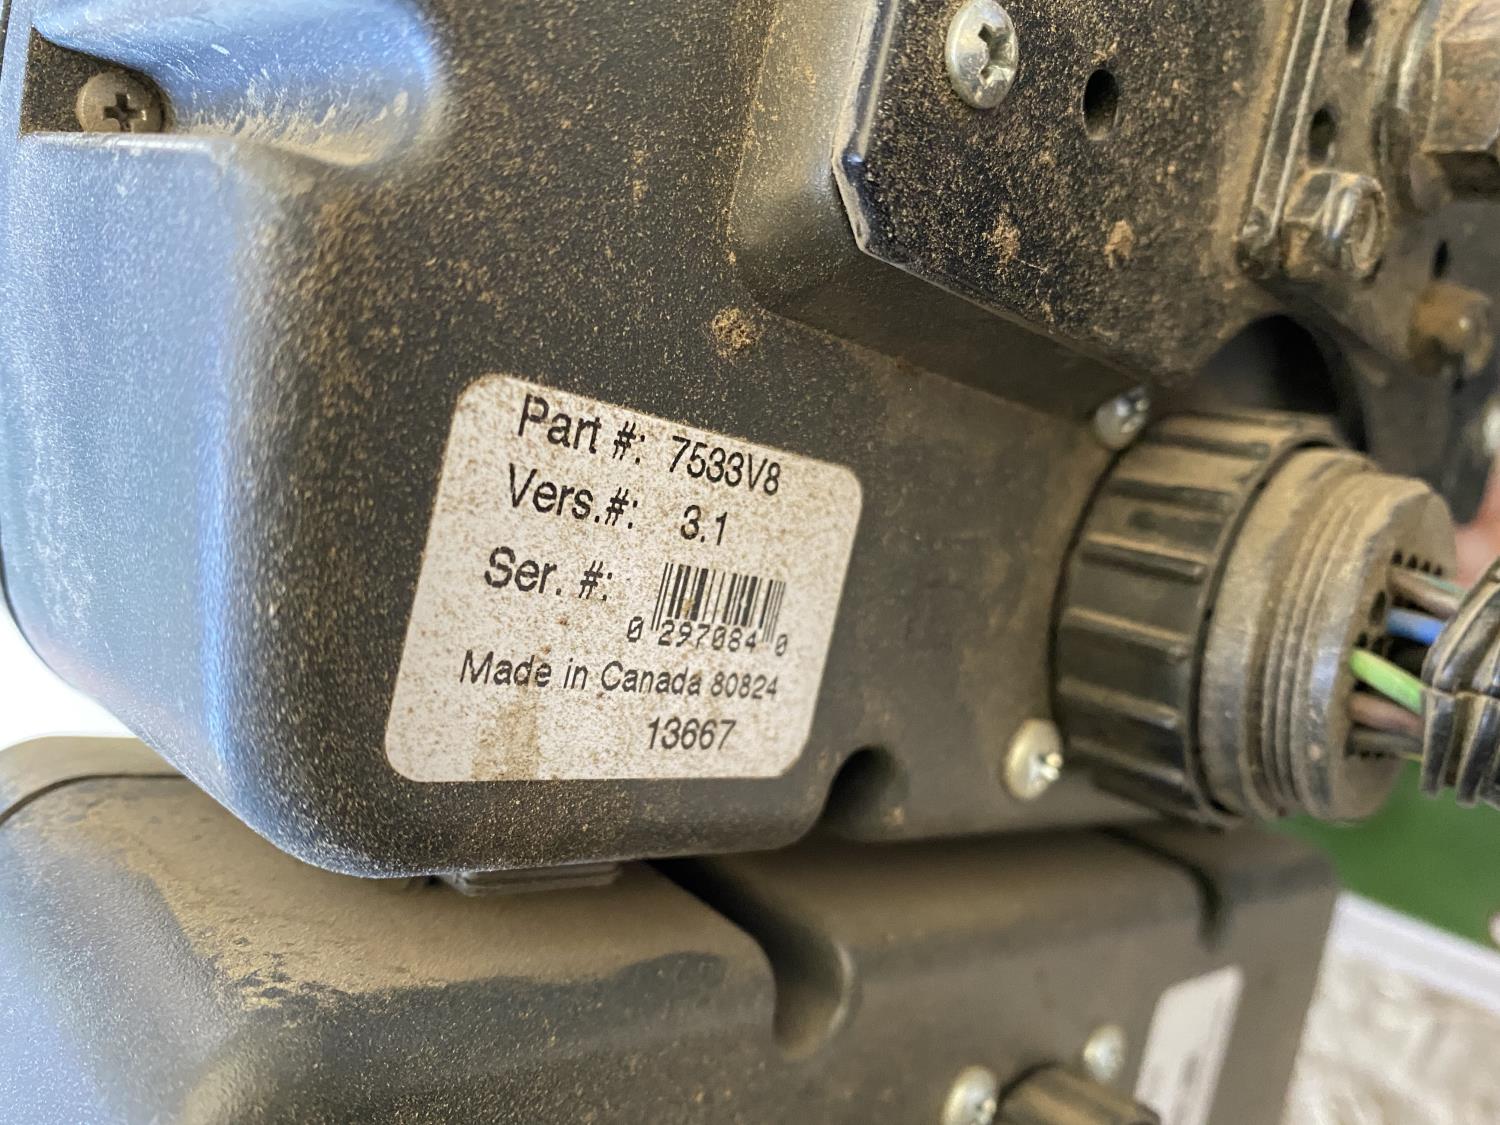 Part #: 7533V8
Vers.#: 3.1
Ser. #:
0 297084 0
Made in Canada 80824
13667